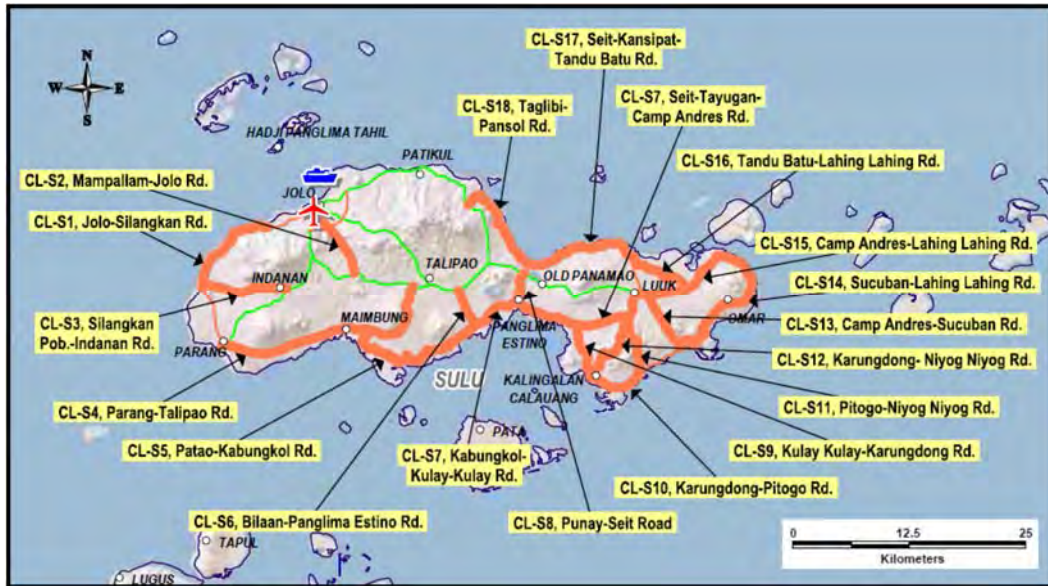 CL-S17, Seit-Kansipat-
Tandu Batu Rd.
N
W
E
S
CL-S7, Seit-Tayugan-
Camp Andres Rd.
CL-S18, Taglibi-
Pansol Rd.
HADJI PANGLIMA TAHIL
PATIKUL
CL-S16, Tandu Batu-Lahing Lahing Rd.
CL-S2, Mampallam-Jolo Rd.
JOLO
CL-S1, Jolo-Silangkan Rd.
CL-S15, Camp Andres-Lahing Lahing Rd.
TALIPAO
OLD PANAMAO
INDANAN
LUUK
CL-S14, Sucuban-Lahing Lahing Rd.
OMAR
CL-S3, Silangkan
Pob.-Indanan Rd.
MAIMBUNG
PANGLIMA
ESTINO
CL-S13, Camp Andres-Sucuban Rd.
PARANG
CL-S12, Karungdong- Niyog Niyog Rd.
SULU
KALINGALAN
CALAUANG
CL-S4, Parang-Talipao Rd.
CL-S11, Pitogo-Niyog Niyog Rd.
CL-S5, Patao-Kabungkol Rd.
PATA
CL-S7, Kabungkol-
Kulay-Kulay Rd.
CL-S9, Kulay Kulay-Karungdong Rd.
CL-S10, Karungdong-Pitogo Rd.
CL-S6, Bilaan-Panglima Estino Rd.
CL-S8, Punay-Seit Road
TAPUL
LUGUS
0 12.5 25
Kilometers